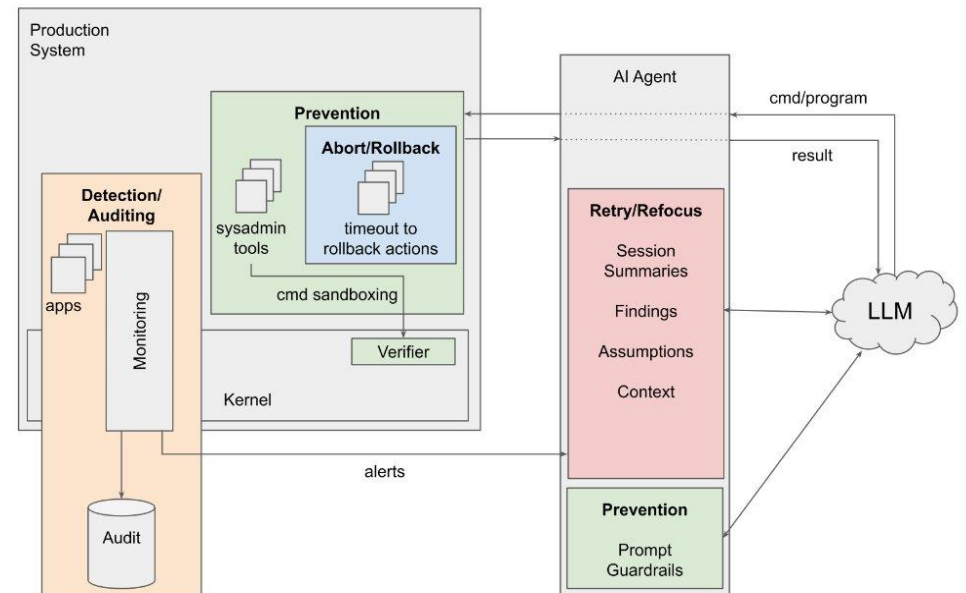 Production
System
AI Agent
cmd/program
result
Prevention
Abort/Rollback
timeout to
rollback actions
sysadmin
tools
cmd sandboxing
Verifier
Kernel
Detection/
Auditing
apps
Monitoring
Audit
alerts
Retry/Refocus
Session
Summaries
Findings
Assumptions
Context
LLM
Prevention
Prompt
Guardrails